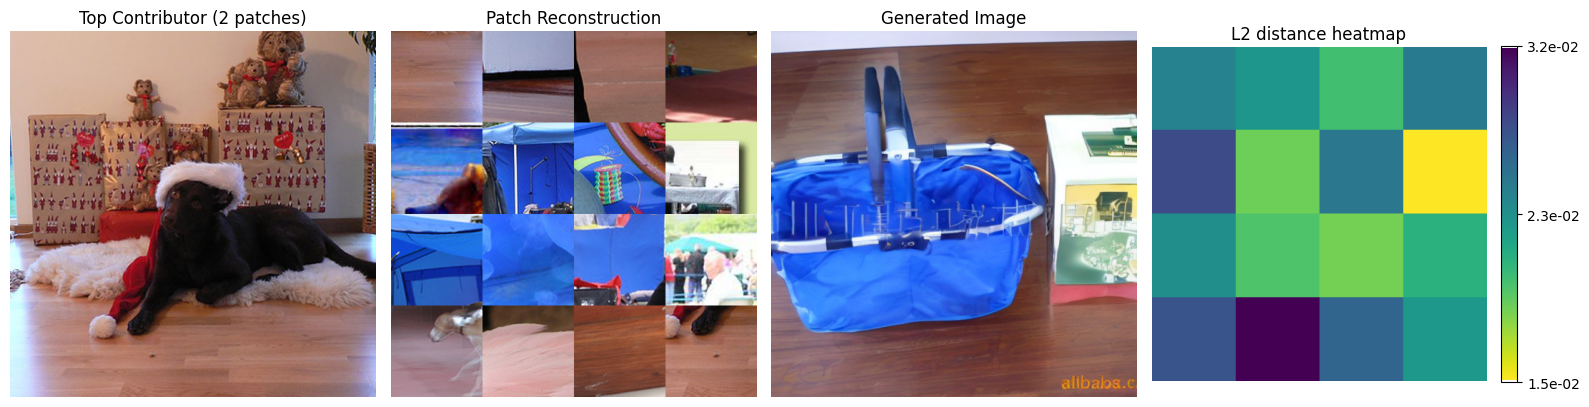 Top Contributor (2 patches)
Patch Reconstruction
Generated Image
L2 distance heatmap
3.2e-02
2.3e-02
1.5e-02
alibaba.c